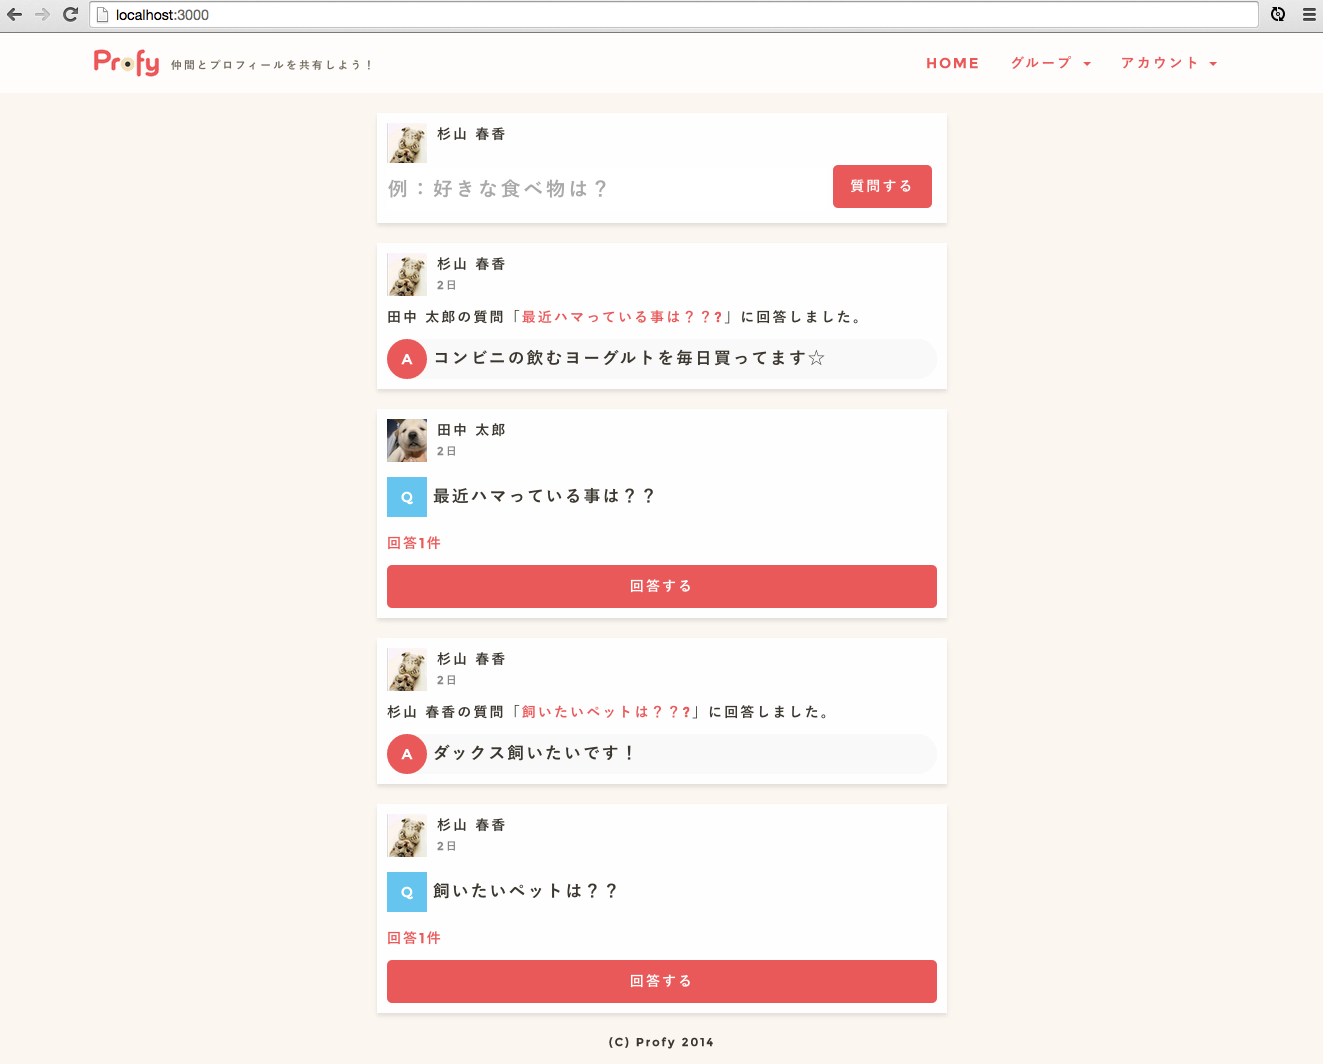 localhost:3000
Profy 仲間とプロフィールを共有しよう！
HOME グループ アカウント
杉山 春香
例：好きな食べ物は？
質問する
杉山 春香
2日
田中 太郎の質問「最近ハマっている事は？？?」に回答しました。
A コンビニの飲むヨーグルトを毎日買ってます☆
田中 太郎
2日
Q 最近ハマっている事は？？
回答1件
回答する
杉山 春香
2日
杉山 春香の質問「飼いたいペットは？？?」に回答しました。
A ダックス飼いたいです！
杉山 春香
2日
Q 飼いたいペットは？？
回答1件
回答する
(C) Profy 2014